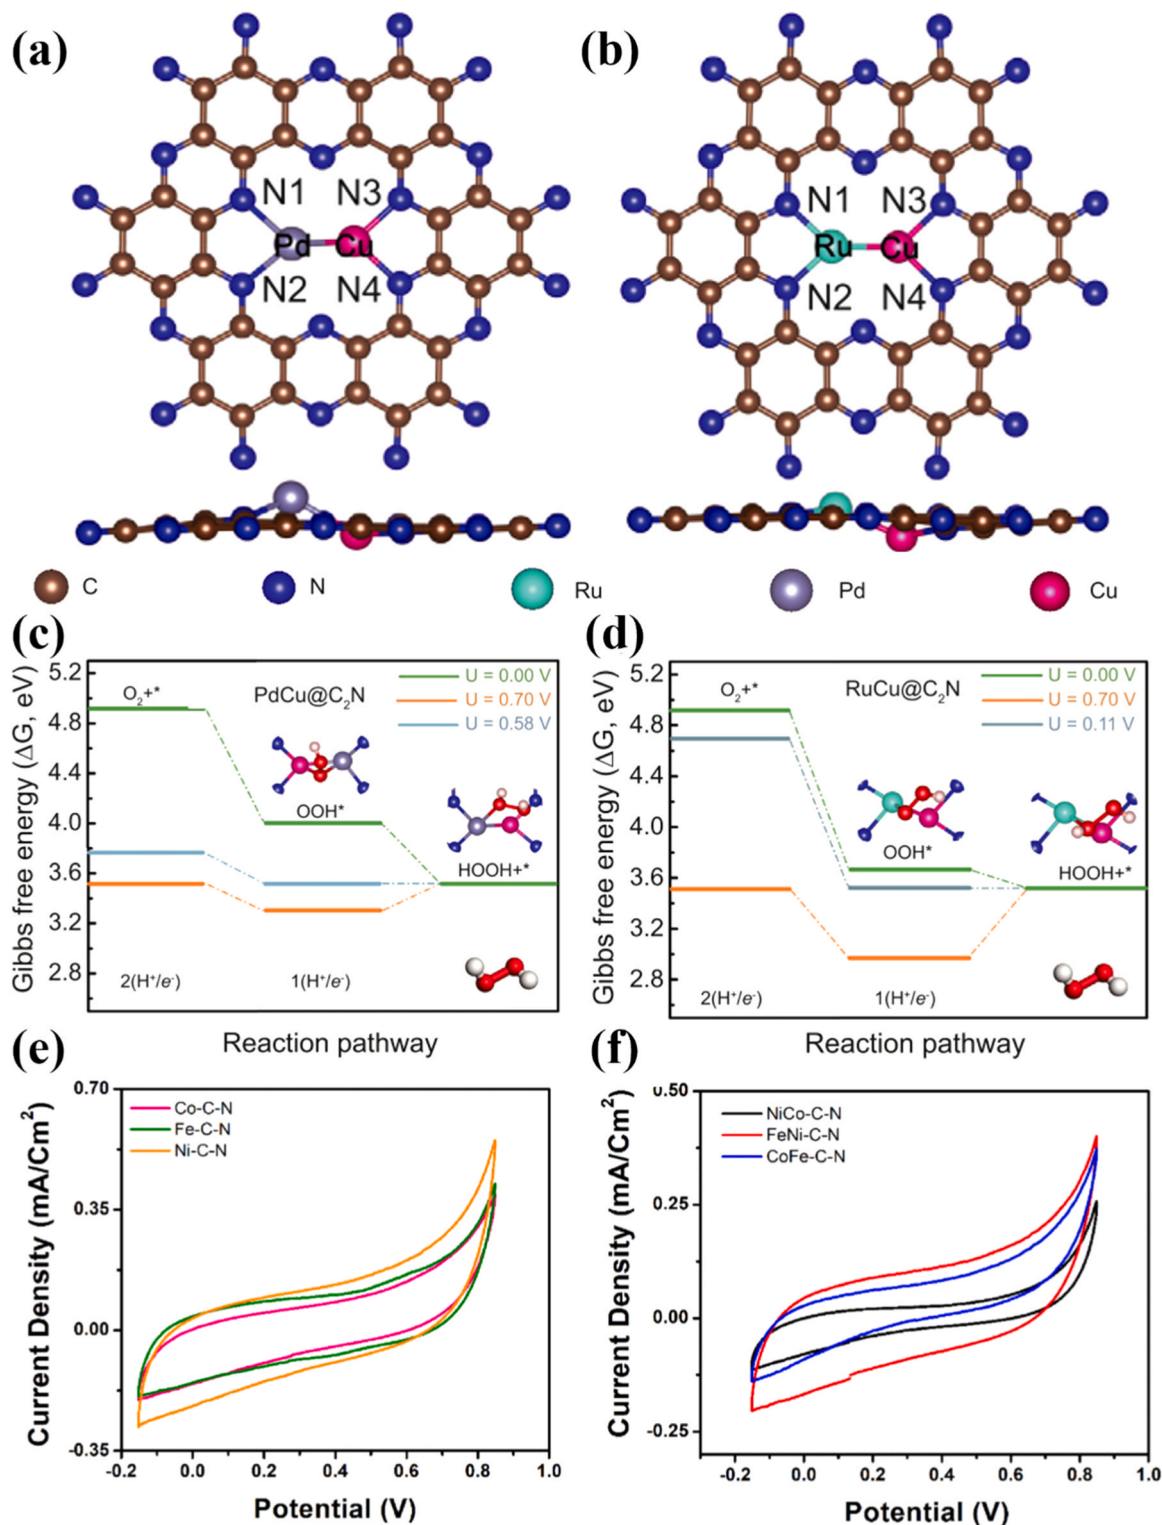 (a)
(b)
N1 N3
Pd Cu
N2 N4
N1 N3
Ru Cu
N2 N4
C N Ru Pd Cu
(c)
(d)
Gibbs free energy (ΔG, eV)
5.2
4.8
4.4
4.0
3.6
3.2
2.8
O₂+*
PdCu@C₂N
U = 0.00 V
U = 0.70 V
U = 0.58 V
OOH*
HOOH+*
2(H⁺/e⁻)
1(H⁺/e⁻)
Reaction pathway
Gibbs free energy (ΔG, eV)
5.2
4.8
4.4
4.0
3.6
3.2
2.8
O₂+*
RuCu@C₂N
U = 0.00 V
U = 0.70 V
U = 0.11 V
OOH*
HOOH+*
2(H⁺/e⁻)
1(H⁺/e⁻)
Reaction pathway
(e)
(f)
Current Density (mA/Cm²)
0.70
0.35
0.00
-0.35
Co-C-N
Fe-C-N
Ni-C-N
-0.2 0.0 0.2 0.4 0.6 0.8 1.0
Potential (V)
Current Density (mA/Cm²)
0.50
0.25
0.00
-0.25
NiCo-C-N
FeNi-C-N
CoFe-C-N
-0.2 0.0 0.2 0.4 0.6 0.8 1.0
Potential (V)